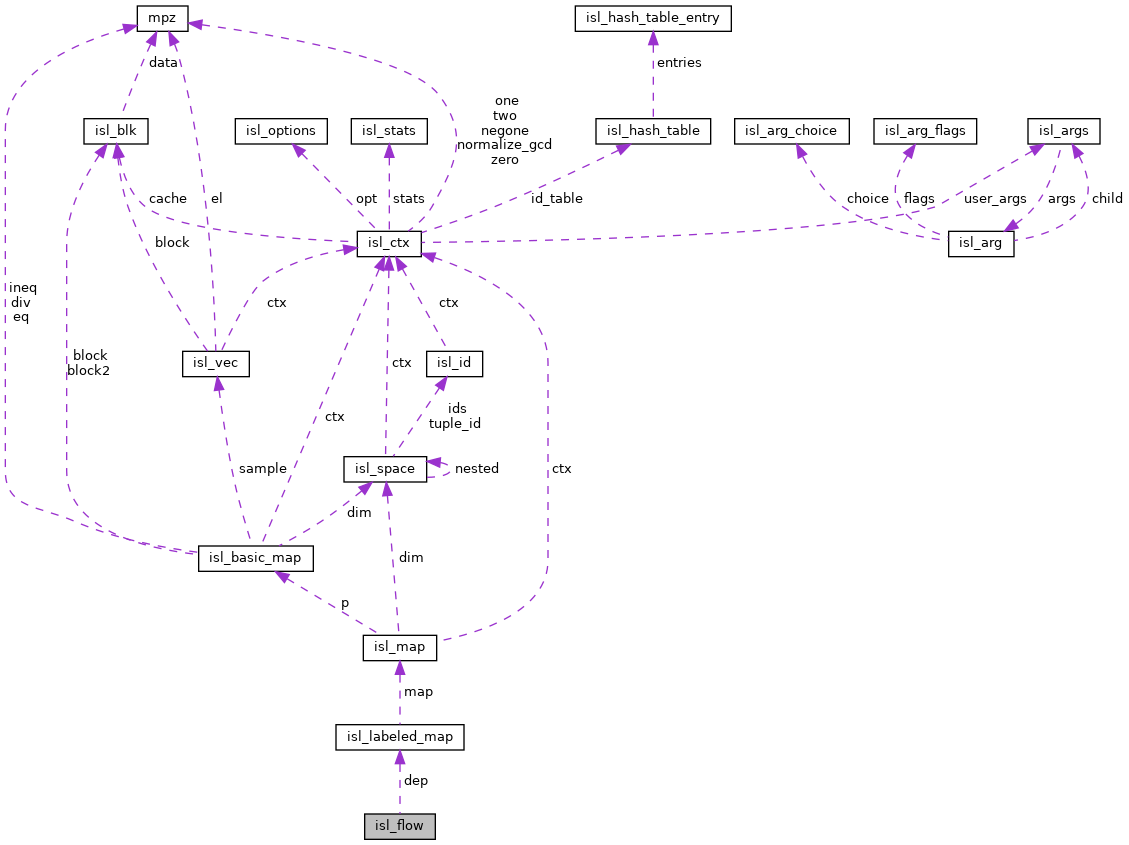 mpz
isl_hash_table_entry
data
entries
one
two
negone
normalize_gcd
zero
isl_blk
isl_options
isl_stats
isl_hash_table
isl_arg_choice
isl_arg_flags
isl_args
cache
el
opt
stats
id_table
choice
flags
user_args
args
child
block
isl_ctx
isl_arg
ineq
div
eq
ctx
ctx
block
block2
isl_vec
ctx
isl_id
ids
tuple_id
ctx
sample
isl_space
nested
ctx
dim
isl_basic_map
dim
p
isl_map
map
isl_labeled_map
dep
isl_flow